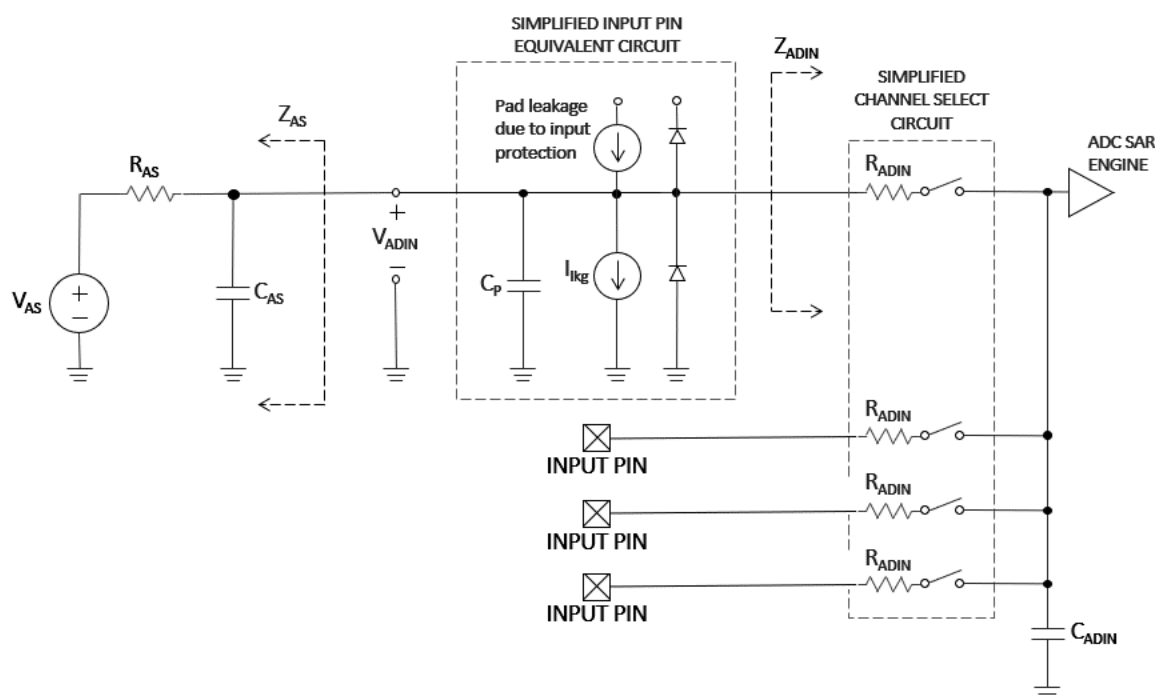 SIMPLIFIED INPUT PIN
EQUIVALENT CIRCUIT
Z_ADIN
SIMPLIFIED
CHANNEL SELECT
CIRCUIT
Pad leakage
due to input
protection
Z_AS
ADC SAR
ENGINE
R_AS
R_ADIN
+
V_ADIN
−
I_lkg
C_P
+
V_AS
−
C_AS
R_ADIN
INPUT PIN
R_ADIN
INPUT PIN
R_ADIN
INPUT PIN
C_ADIN